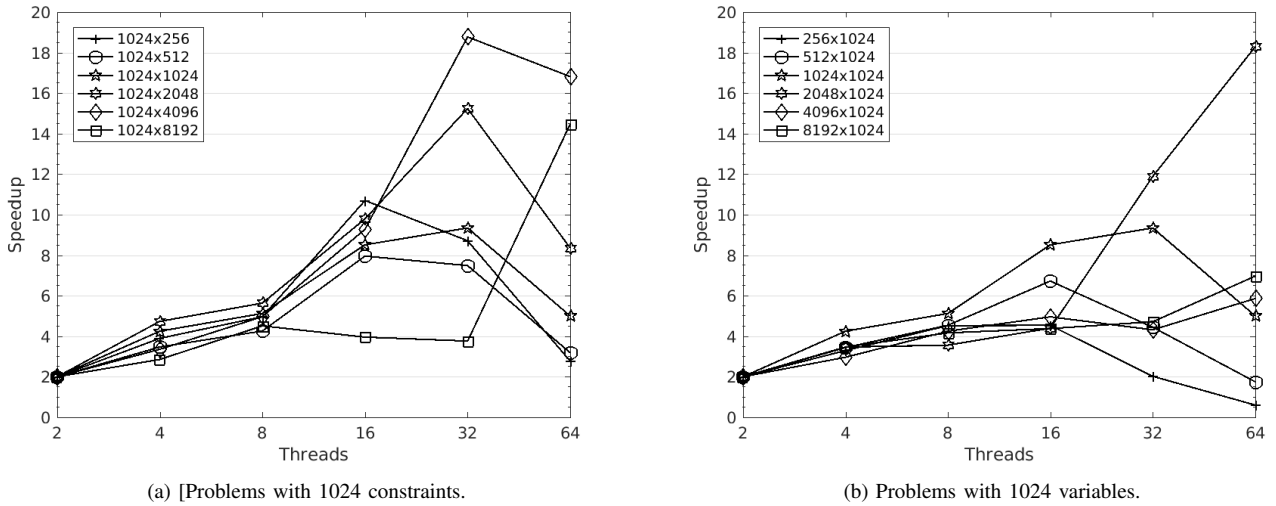 20
18
16
14
12
10
8
6
4
2
0
Speedup
1024x256
1024x512
1024x1024
1024x2048
1024x4096
1024x8192
2 4 8 16 32 64
Threads
(a) [Problems with 1024 constraints.
20
18
16
14
12
10
8
6
4
2
0
Speedup
256x1024
512x1024
1024x1024
2048x1024
4096x1024
8192x1024
2 4 8 16 32 64
Threads
(b) Problems with 1024 variables.